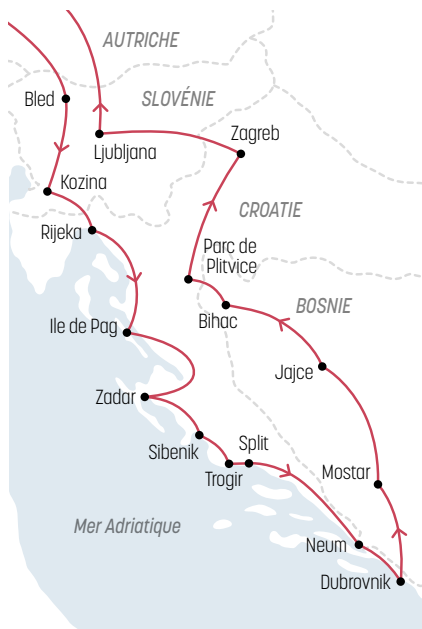 AUTRICHE
Bled
SLOVÉNIE
Ljubljana
Zagreb
Kozina
CROATIE
Rijeka
Parc de
Plitvice
BOSNIE
Ile de Pag
Bihac
Jajce
Zadar
Sibenik
Split
Trogir
Mostar
Mer Adriatique
Neum
Dubrovnik